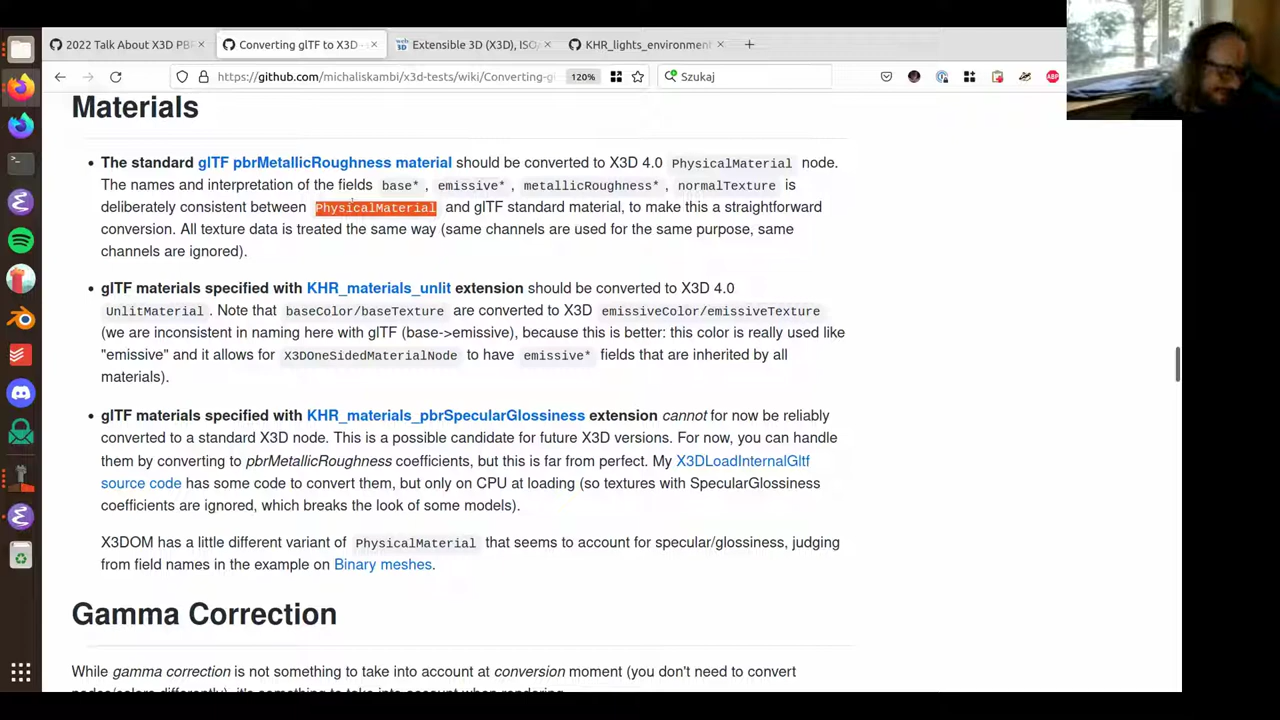 2022 Talk About X3D PBR
Converting glTF to X3D
Extensible 3D (X3D), ISO/
KHR_lights_environment
https://github.com/michaliskambi/x3d-tests/wiki/Converting-gl
120%
Szukaj
ABP
Materials
The standard glTF pbrMetallicRoughness material should be converted to X3D 4.0 PhysicalMaterial node.
The names and interpretation of the fields base* , emissive* , metallicRoughness* , normalTexture is
deliberately consistent between PhysicalMaterial and glTF standard material, to make this a straightforward
conversion. All texture data is treated the same way (same channels are used for the same purpose, same
channels are ignored).
glTF materials specified with KHR_materials_unlit extension should be converted to X3D 4.0
UnlitMaterial . Note that baseColor/baseTexture are converted to X3D emissiveColor/emissiveTexture
(we are inconsistent in naming here with glTF (base->emissive), because this is better: this color is really used like
"emissive" and it allows for X3DOneSidedMaterialNode to have emissive* fields that are inherited by all
materials).
glTF materials specified with KHR_materials_pbrSpecularGlossiness extension cannot for now be reliably
converted to a standard X3D node. This is a possible candidate for future X3D versions. For now, you can handle
them by converting to pbrMetallicRoughness coefficients, but this is far from perfect. My X3DLoadInternalGltf
source code has some code to convert them, but only on CPU at loading (so textures with SpecularGlossiness
coefficients are ignored, which breaks the look of some models).
X3DOM has a little different variant of PhysicalMaterial that seems to account for specular/glossiness, judging
from field names in the example on Binary meshes.
Gamma Correction
While gamma correction is not something to take into account at conversion moment (you don't need to convert
nodes/colors differently), it's something to take into account when rendering.